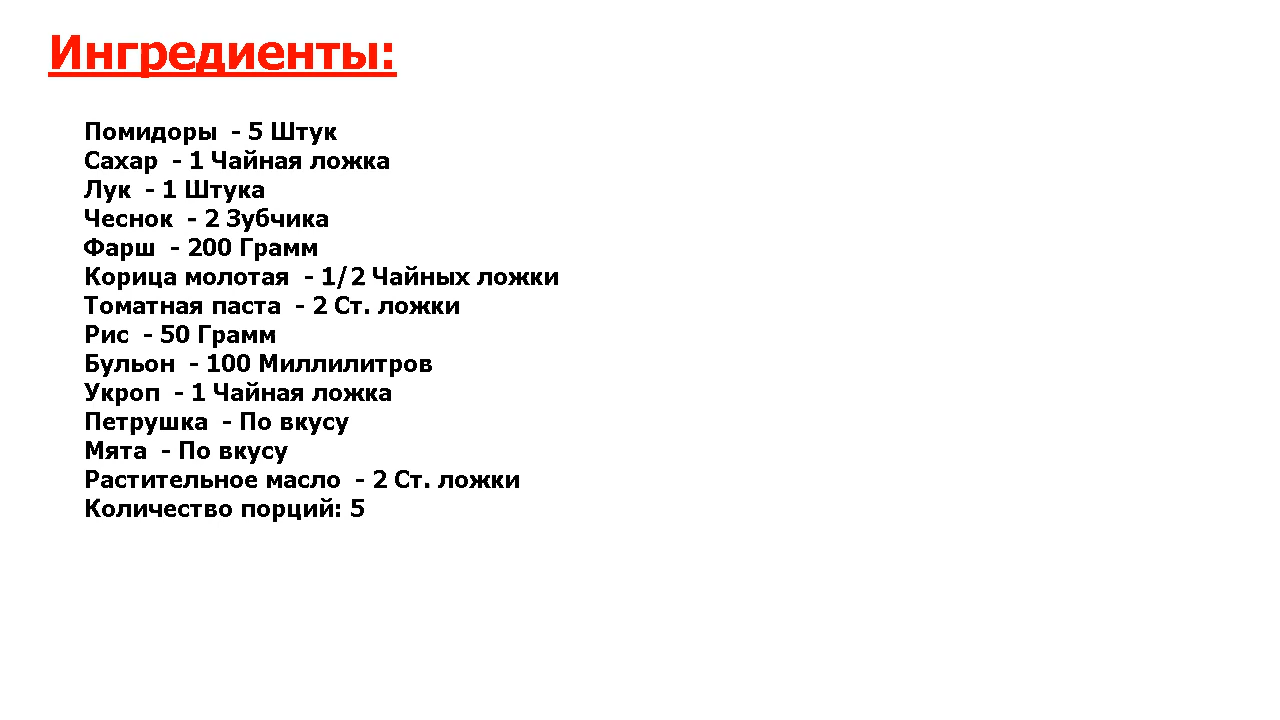 Ингредиенты:
Помидоры - 5 Штук
Сахар - 1 Чайная ложка
Лук - 1 Штука
Чеснок - 2 Зубчика
Фарш - 200 Грамм
Корица молотая - 1/2 Чайных ложки
Томатная паста - 2 Ст. ложки
Рис - 50 Грамм
Бульон - 100 Миллилитров
Укроп - 1 Чайная ложка
Петрушка - По вкусу
Мята - По вкусу
Растительное масло - 2 Ст. ложки
Количество порций: 5